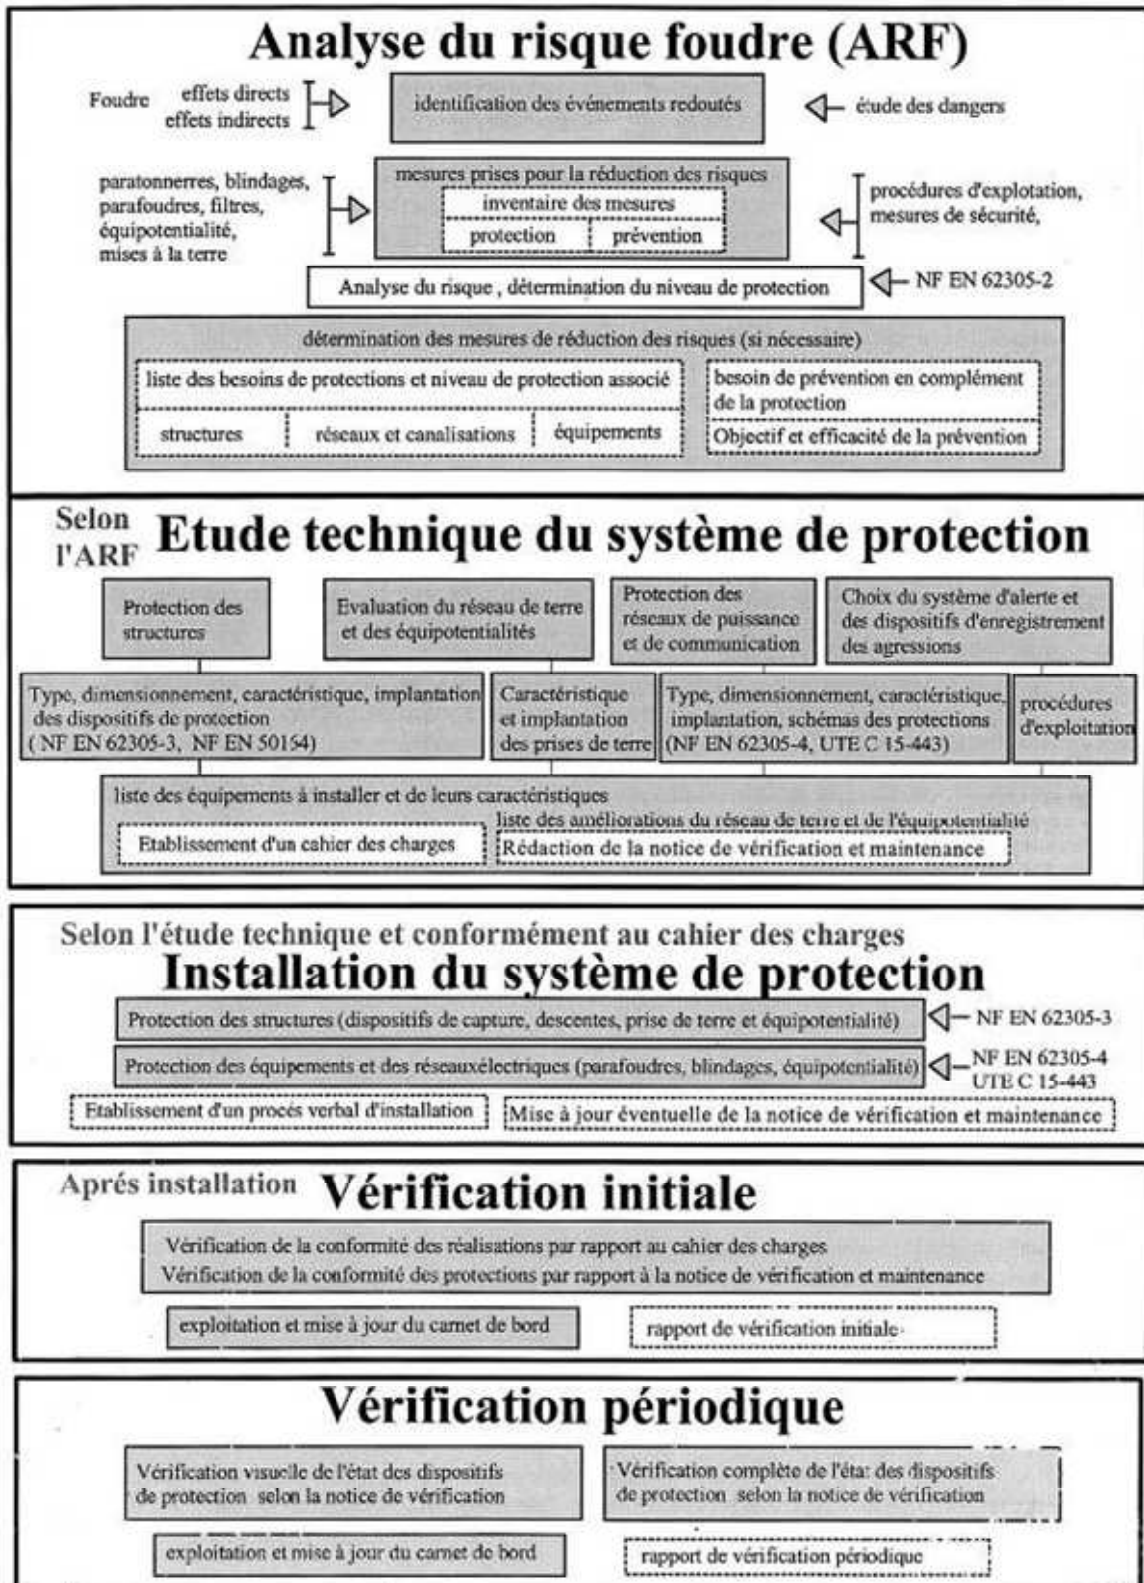 Analyse du risque foudre (ARF)
Foudre
effets directs
effets indirects
identification des événements redoutés
étude des dangers
paratonnerres, blindages,
parafoudres, filtres,
équipotentialité,
mises à la terre
mesures prises pour la réduction des risques
inventaire des mesures
protection
prévention
procédures d'explotation,
mesures de sécurité,
Analyse du risque , détermination du niveau de protection
NF EN 62305-2
détermination des mesures de réduction des risques (si nécessaire)
liste des besoins de protections et niveau de protection associé
structures
réseaux et canalisations
équipements
besoin de prévention en complément
de la protection
Objectif et efficacité de la prévention
Selon
l'ARF
Etude technique du système de protection
Protection des
structures
Evaluation du réseau de terre
et des équipotentialités
Protection des
réseaux de puissance
et de communication
Choix du système d'alerte et
des dispositifs d'enregistrement
des agressions
Type, dimensionnement, caractéristique, implantation
des dispositifs de protection
( NF EN 62305-3, NF EN 50154)
Caractéristique
et implantation
des prises de terre
Type, dimensionnement, caractéristique,
implantation, schémas des protections
(NF EN 62305-4, UTE C 15-443)
procédures
d'exploitation
liste des équipements à installer et de leurs caractéristiques
liste des améliorations du réseau de terre et de l'équipotentialité
Etablissement d'un cahier des charges
Rédaction de la notice de vérification et maintenance
Selon l'étude technique et conformément au cahier des charges
Installation du système de protection
Protection des structures (dispositifs de capture, descentes, prise de terre et équipotentialité)
NF EN 62305-3
Protection des équipements et des réseauxélectriques (parafoudres, blindages, équipotentialité)
NF EN 62305-4
UTE C 15-443
Etablissement d'un procés verbal d'installation
Mise à jour éventuelle de la notice de vérification et maintenance
Aprés installation
Vérification initiale
Vérification de la conformité des réalisations par rapport au cahier des charges
Vérification de la conformité des protections par rapport à la notice de vérification et maintenance
exploitation et mise à jour du carnet de bord
rapport de vérification initiale
Vérification périodique
Vérification visuelle de l'état des dispositifs
de protection selon la notice de vérification
Vérification complète de l'état des dispositifs
de protection selon la notice de vérification
exploitation et mise à jour du carnet de bord
rapport de vérification périodique